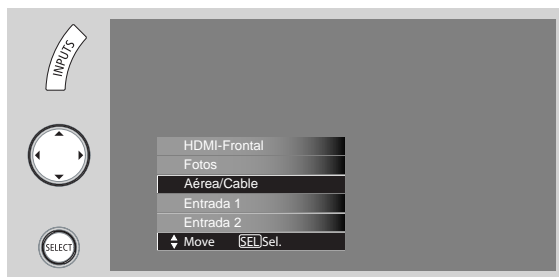 INPUTS
HDMI-Frontal
Fotos
Aérea/Cable
Entrada 1
Entrada 2
Move SEL Sel.
SELECT